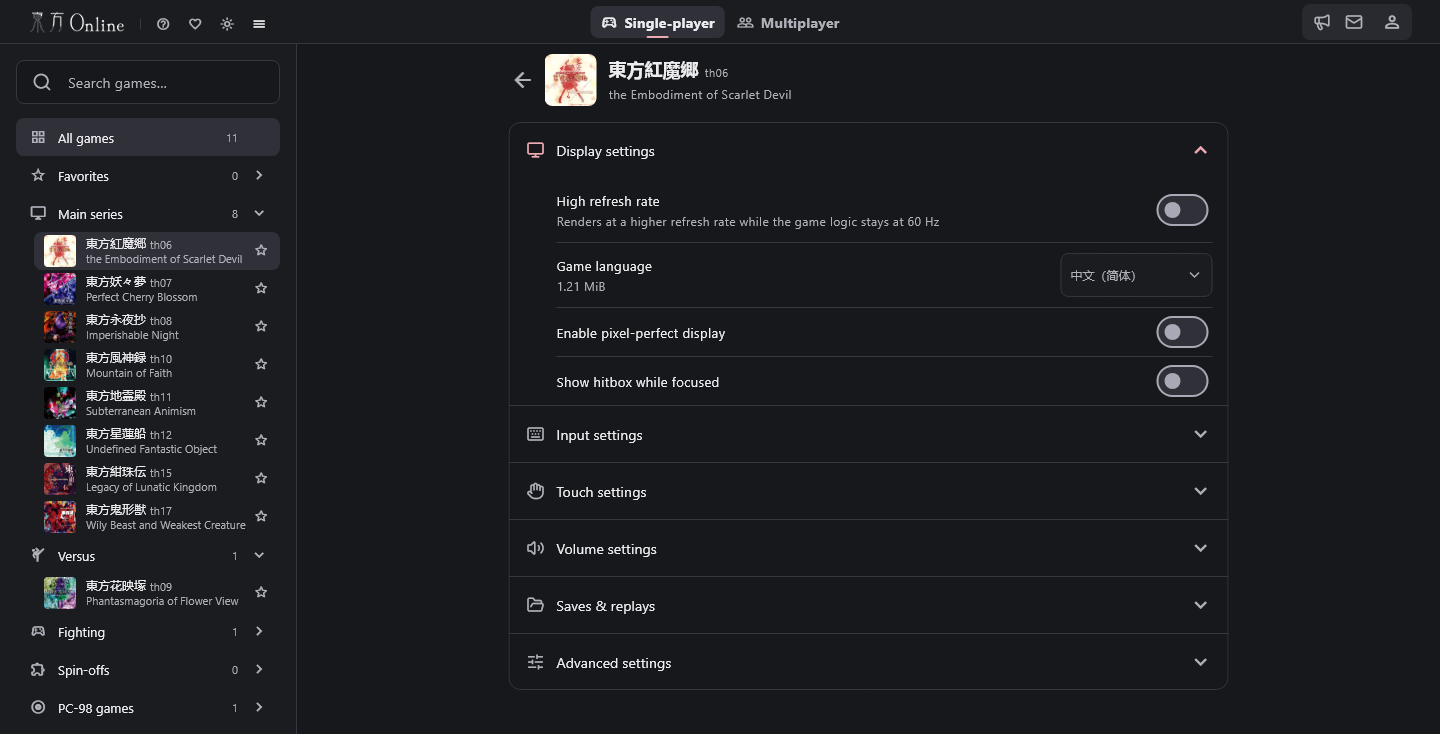 東方 Online
Single-player
Multiplayer
Search games...
All games 11
Favorites 0
Main series 8
東方紅魔郷 th06
the Embodiment of Scarlet Devil
東方妖々夢 th07
Perfect Cherry Blossom
東方永夜抄 th08
Imperishable Night
東方風神録 th10
Mountain of Faith
東方地霊殿 th11
Subterranean Animism
東方星蓮船 th12
Undefined Fantastic Object
東方紺珠伝 th15
Legacy of Lunatic Kingdom
東方鬼形獣 th17
Wily Beast and Weakest Creature
Versus 1
東方花映塚 th09
Phantasmagoria of Flower View
Fighting 1
Spin-offs 0
PC-98 games 1
東方紅魔郷 th06
the Embodiment of Scarlet Devil
Display settings
High refresh rate
Renders at a higher refresh rate while the game logic stays at 60 Hz
Game language
1.21 MiB
中文（简体）
Enable pixel-perfect display
Show hitbox while focused
Input settings
Touch settings
Volume settings
Saves & replays
Advanced settings